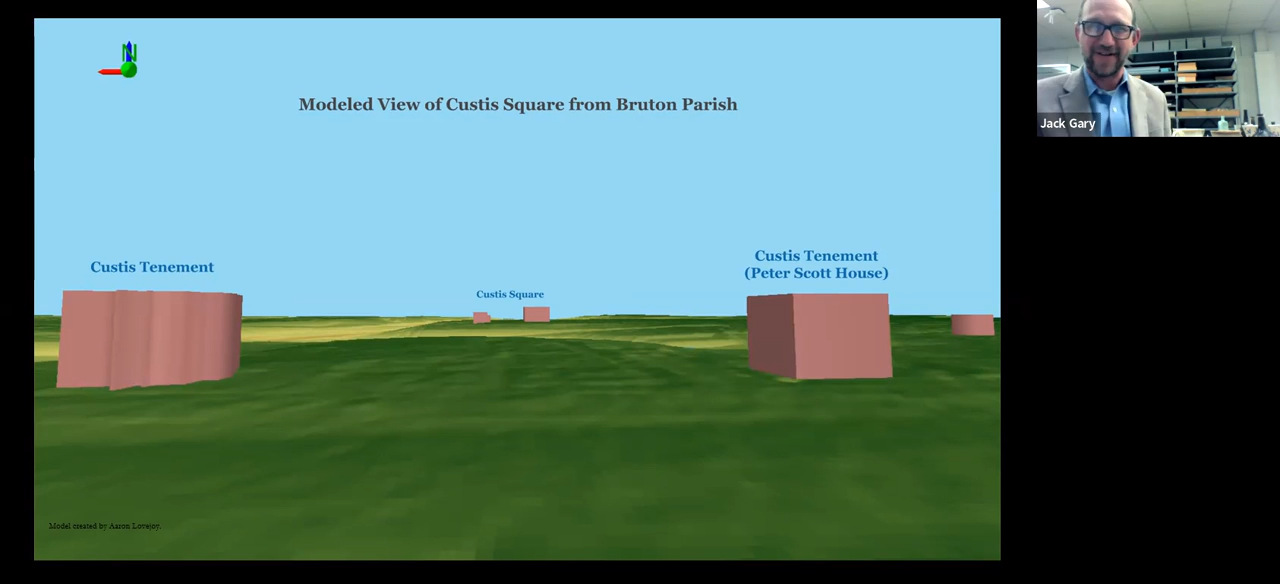 N
Modeled View of Custis Square from Bruton Parish
Jack Gary
Custis Tenement
Custis Square
Custis Tenement
(Peter Scott House)
Model created by Aaron Lovejoy.